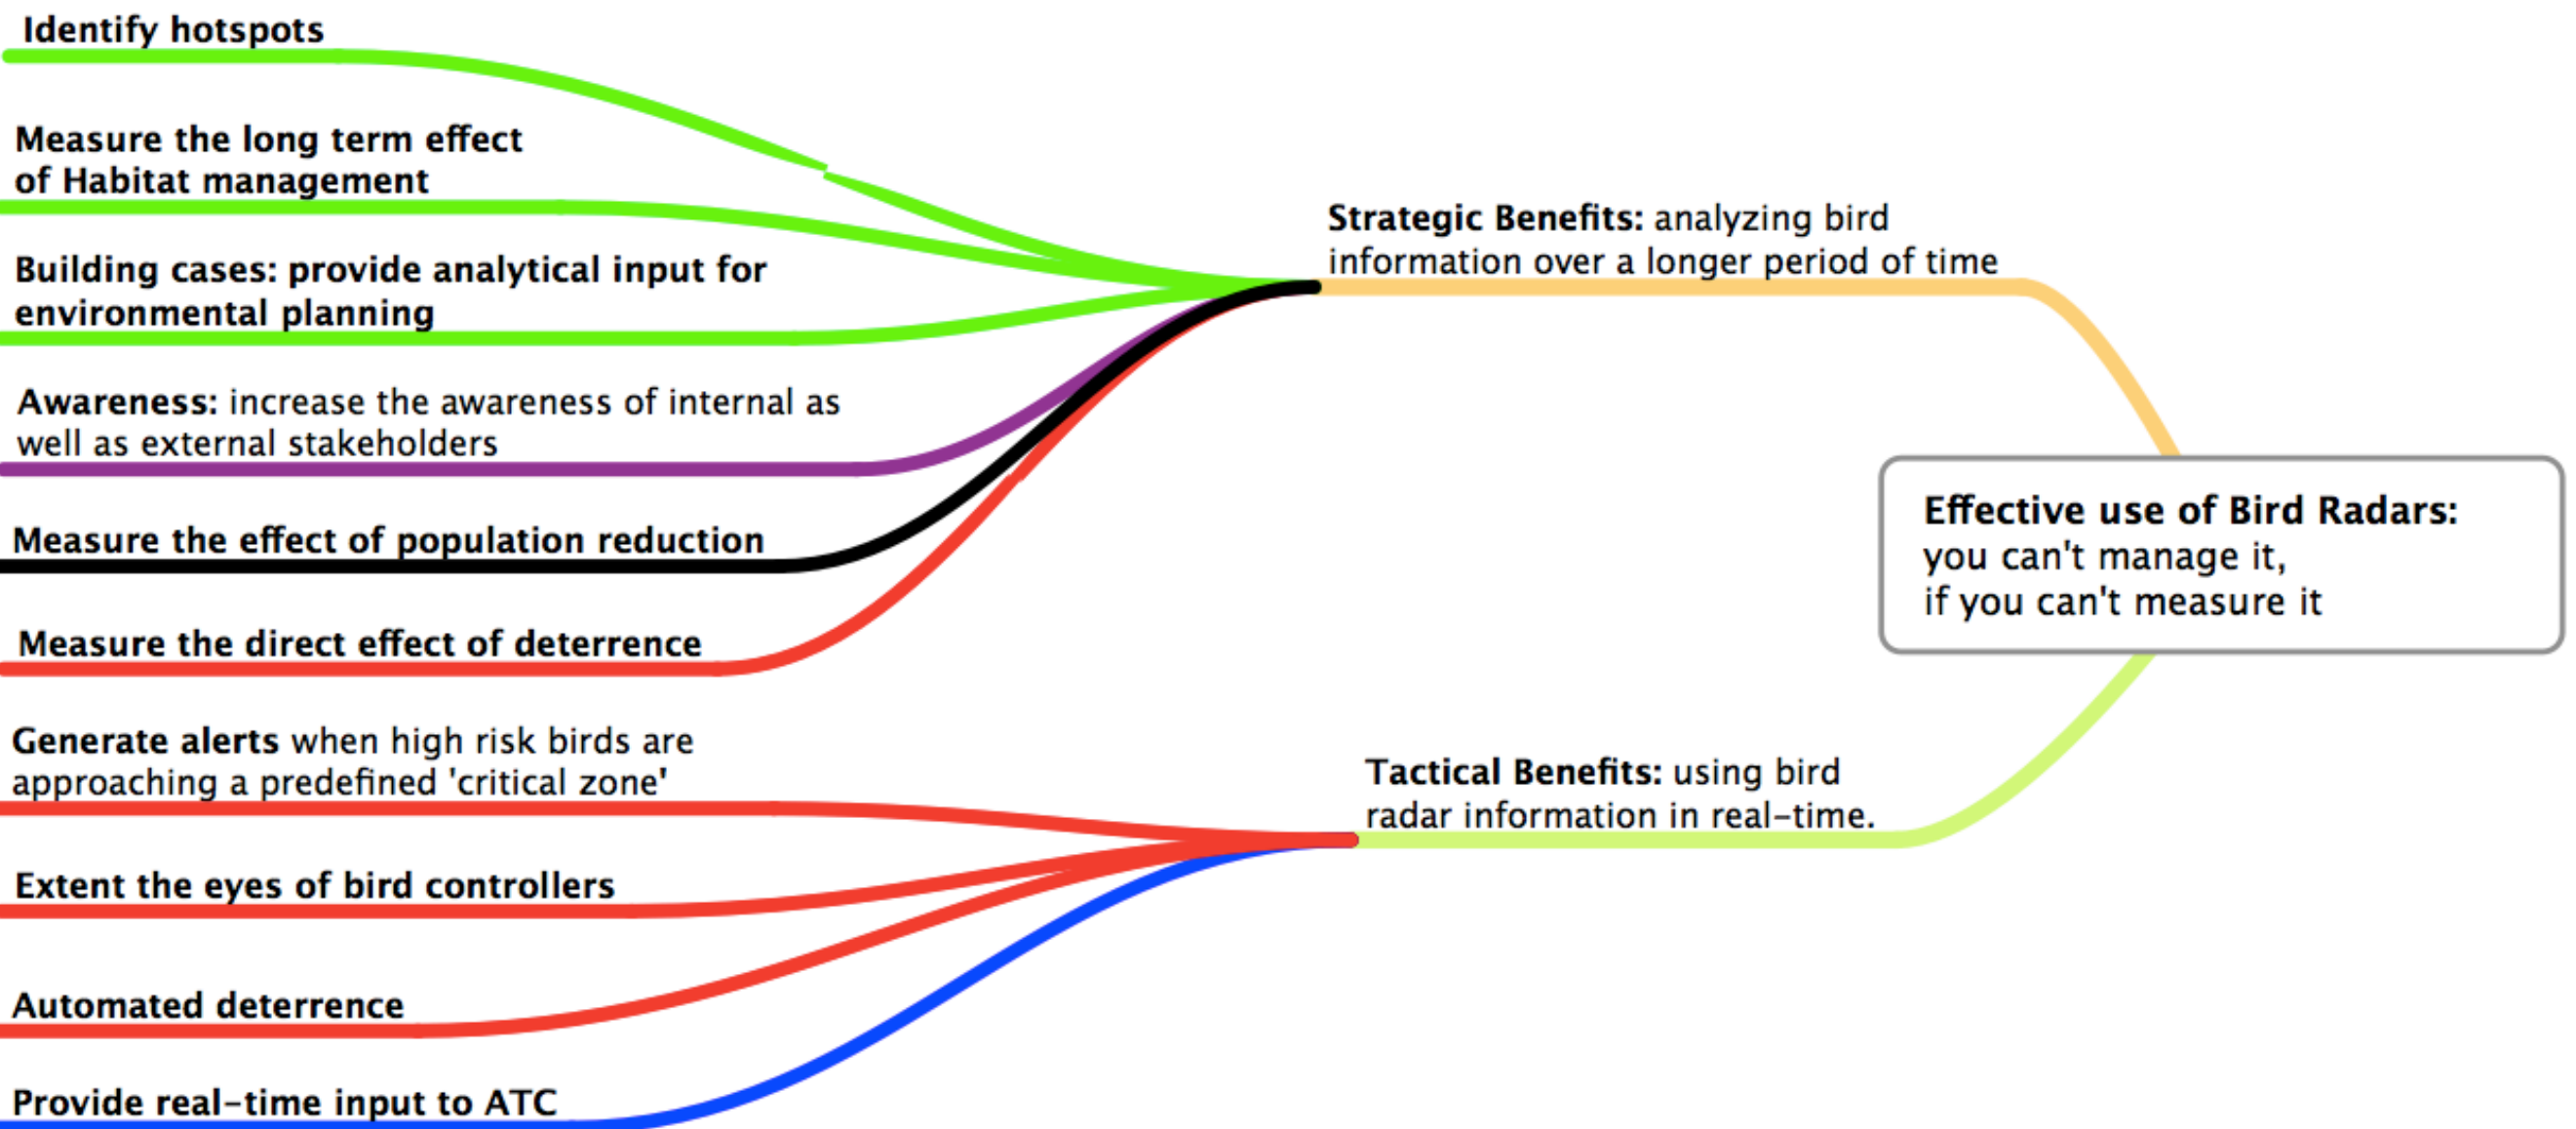 Identify hotspots
Measure the long term effect
of Habitat management
Building cases: provide analytical input for
environmental planning
Awareness: increase the awareness of internal as
well as external stakeholders
Measure the effect of population reduction
Measure the direct effect of deterrence
Generate alerts when high risk birds are
approaching a predefined 'critical zone'
Extent the eyes of bird controllers
Automated deterrence
Provide real-time input to ATC
Strategic Benefits: analyzing bird
information over a longer period of time
Tactical Benefits: using bird
radar information in real-time.
Effective use of Bird Radars:
you can't manage it,
if you can't measure it